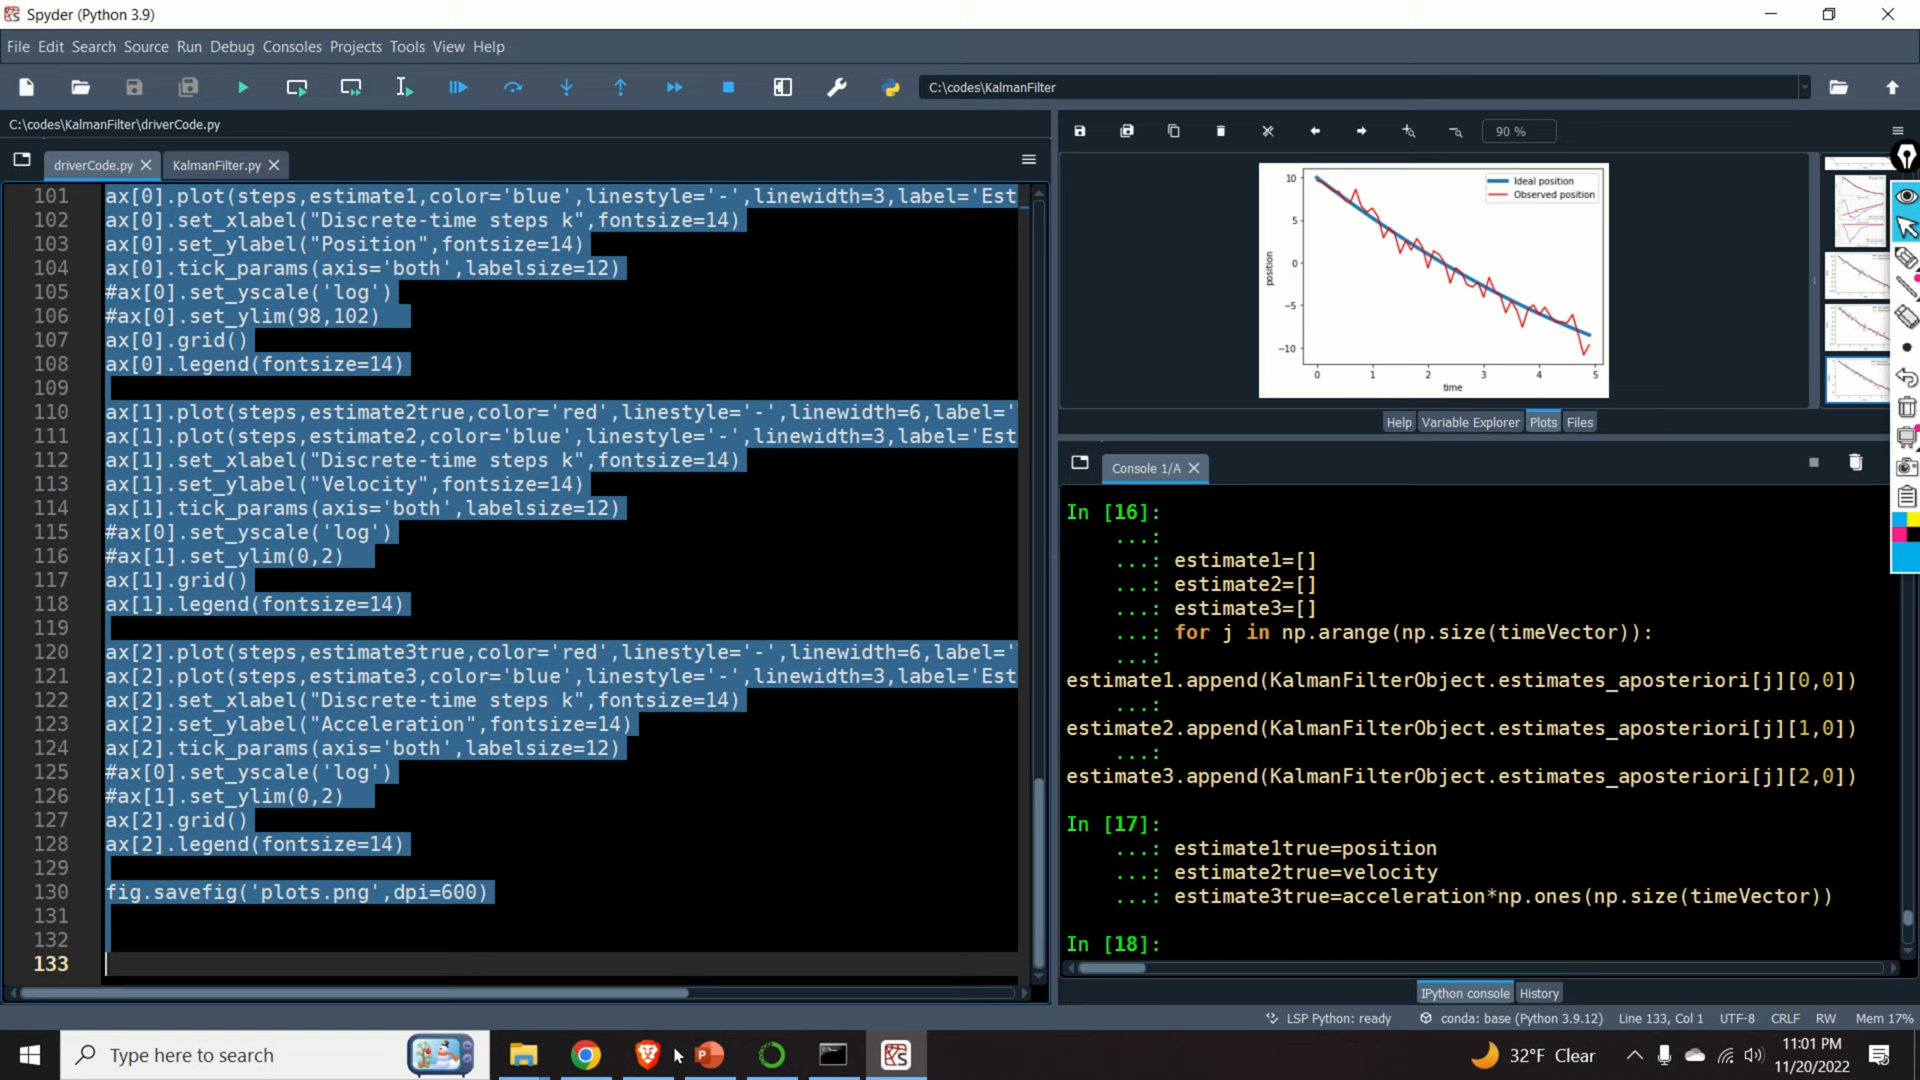 Spyder (Python 3.9)
File Edit Search Source Run Debug Consoles Projects Tools View Help
C:\codes\KalmanFilter
C:\codes\KalmanFilter\driverCode.py
driverCode.py
KalmanFilter.py
101 ax[0].plot(steps,estimate1,color='blue',linestyle='-',linewidth=3,label='Est
102 ax[0].set_xlabel("Discrete-time steps k",fontsize=14)
103 ax[0].set_ylabel("Position",fontsize=14)
104 ax[0].tick_params(axis='both',labelsize=12)
105 #ax[0].set_yscale('log')
106 #ax[0].set_ylim(98,102)
107 ax[0].grid()
108 ax[0].legend(fontsize=14)
109
110 ax[1].plot(steps,estimate2true,color='red',linestyle='-',linewidth=6,label='
111 ax[1].plot(steps,estimate2,color='blue',linestyle='-',linewidth=3,label='Est
112 ax[1].set_xlabel("Discrete-time steps k",fontsize=14)
113 ax[1].set_ylabel("Velocity",fontsize=14)
114 ax[1].tick_params(axis='both',labelsize=12)
115 #ax[0].set_yscale('log')
116 #ax[1].set_ylim(0,2)
117 ax[1].grid()
118 ax[1].legend(fontsize=14)
119
120 ax[2].plot(steps,estimate3true,color='red',linestyle='-',linewidth=6,label='
121 ax[2].plot(steps,estimate3,color='blue',linestyle='-',linewidth=3,label='Est
122 ax[2].set_xlabel("Discrete-time steps k",fontsize=14)
123 ax[2].set_ylabel("Acceleration",fontsize=14)
124 ax[2].tick_params(axis='both',labelsize=12)
125 #ax[0].set_yscale('log')
126 #ax[1].set_ylim(0,2)
127 ax[2].grid()
128 ax[2].legend(fontsize=14)
129
130 fig.savefig('plots.png',dpi=600)
131
132
133
90 %
Ideal position
Observed position
10
5
0
−5
−10
position
0 1 2 3 4 5
time
Help Variable Explorer Plots Files
Console 1/A
In [16]:
...:
...: estimate1=[]
...: estimate2=[]
...: estimate3=[]
...: for j in np.arange(np.size(timeVector)):
...:
estimate1.append(KalmanFilterObject.estimates_aposteriori[j][0,0])
...:
estimate2.append(KalmanFilterObject.estimates_aposteriori[j][1,0])
...:
estimate3.append(KalmanFilterObject.estimates_aposteriori[j][2,0])
In [17]:
...: estimate1true=position
...: estimate2true=velocity
...: estimate3true=acceleration*np.ones(np.size(timeVector))
In [18]:
IPython console History
LSP Python: ready conda: base (Python 3.9.12) Line 133, Col 1 UTF-8 CRLF RW Mem 17%
Type here to search
32°F Clear
11:01 PM
11/20/2022